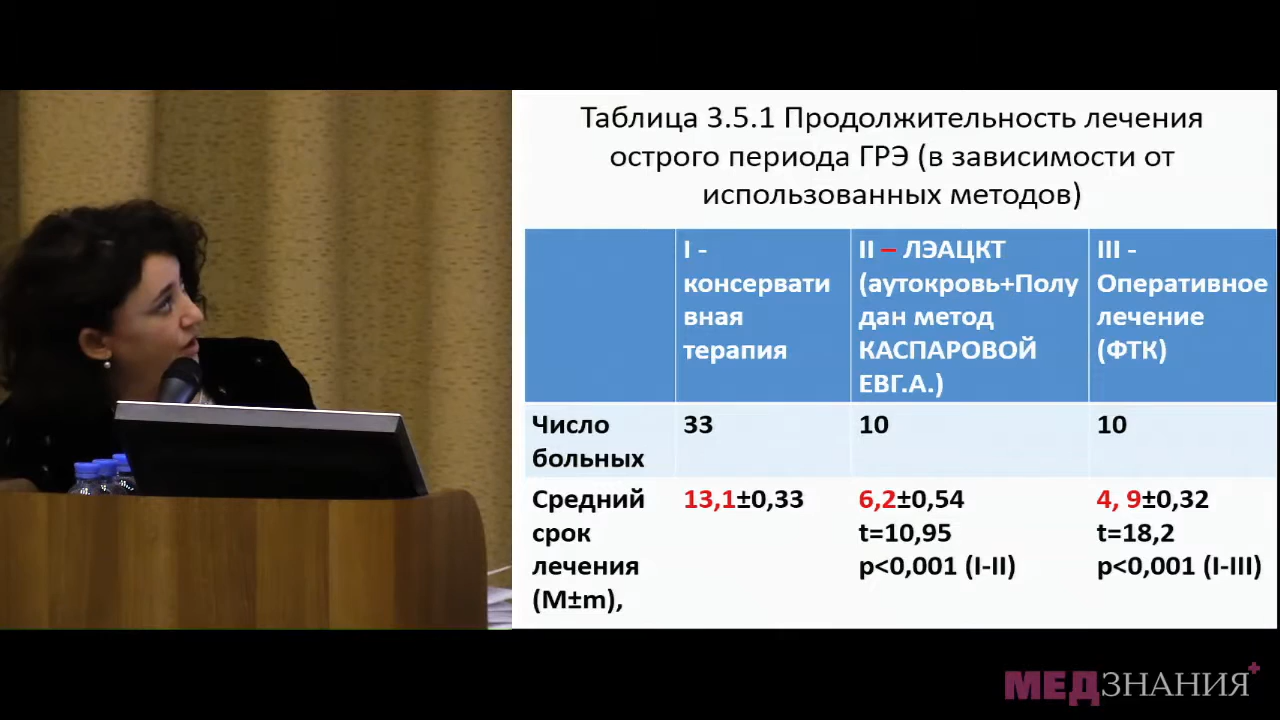 Таблица 3.5.1 Продолжительность лечения
острого периода ГРЭ (в зависимости от
использованных методов)
I -
консервати
вная
терапия
II – ЛЭАЦКТ
(аутокровь+Полу
дан метод
КАСПАРОВОЙ
ЕВГ.А.)
III -
Оперативное
лечение
(ФТК)
Число
больных
33
10
10
Средний
срок
лечения
(M±m),
13,1±0,33
6,2±0,54
t=10,95
p<0,001 (I-II)
4, 9±0,32
t=18,2
p<0,001 (I-III)
МЕДЗНАНИЯ+